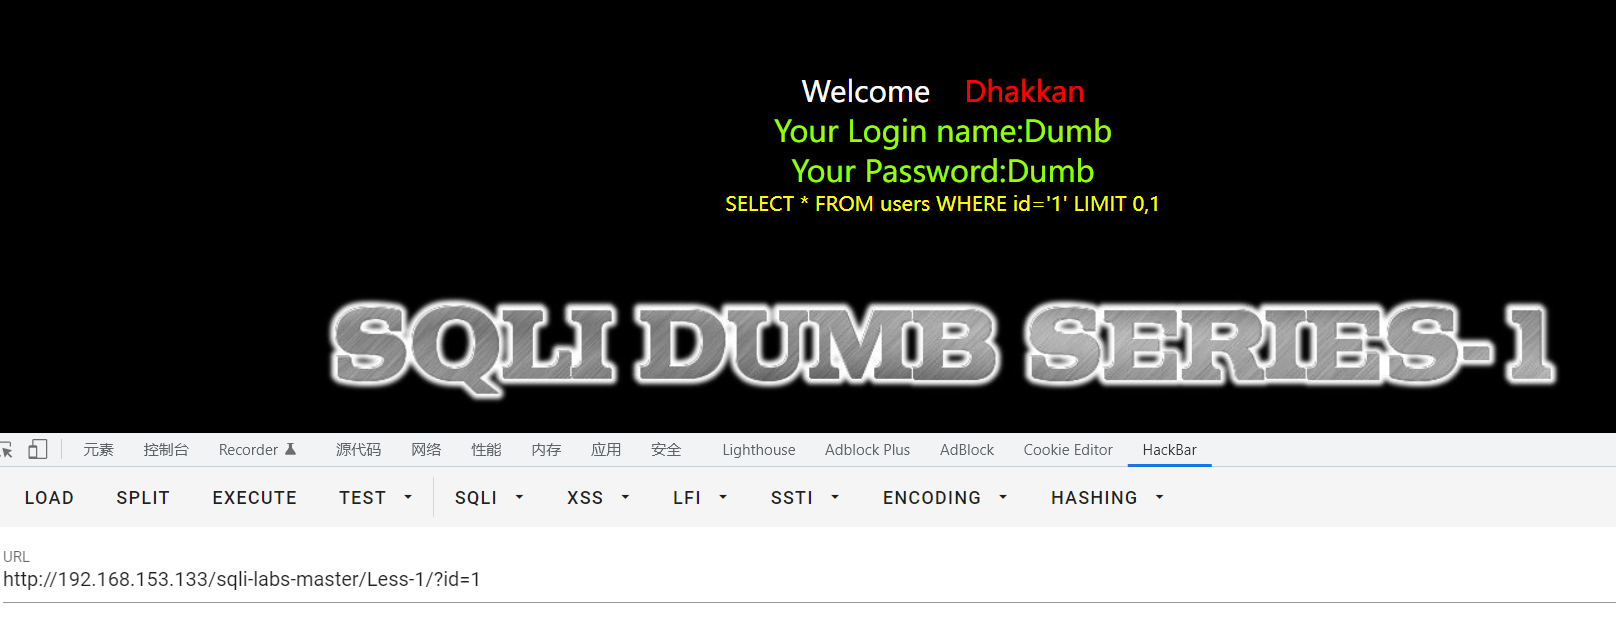 Welcome Dhakkan
Your Login name:Dumb
Your Password:Dumb
SELECT * FROM users WHERE id='1' LIMIT 0,1
SQLI DUMB SERIES-1
元素 控制台 Recorder 源代码 网络 性能 内存 应用 安全 Lighthouse Adblock Plus AdBlock Cookie Editor HackBar
LOAD SPLIT EXECUTE TEST SQLI XSS LFI SSTI ENCODING HASHING
URL
http://192.168.153.133/sqli-labs-master/Less-1/?id=1